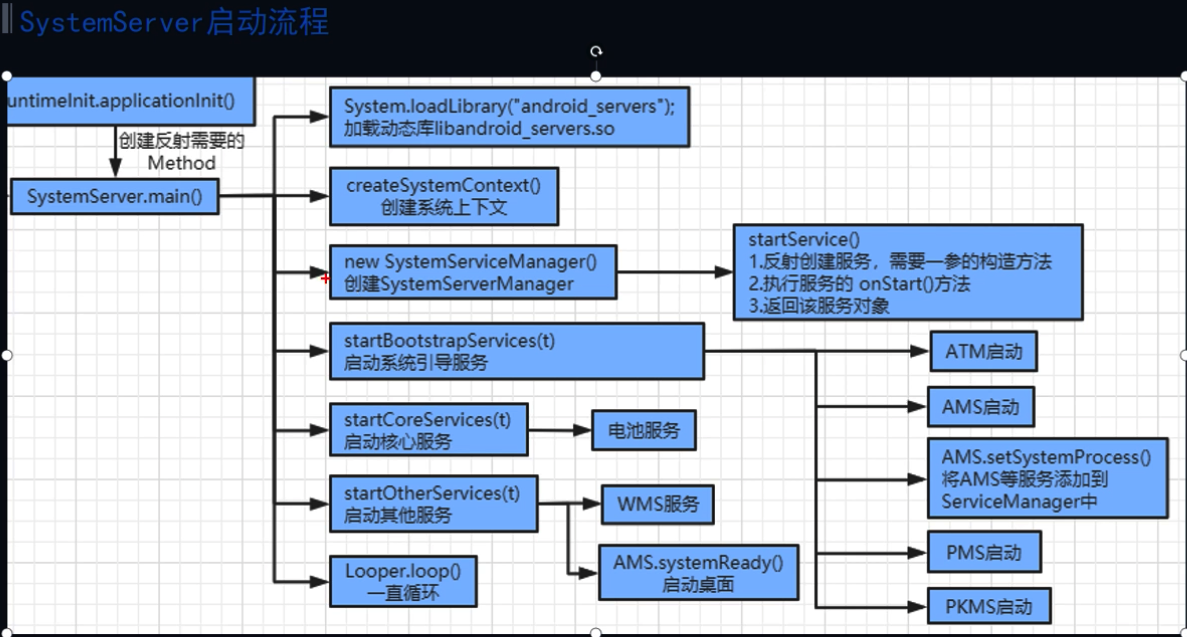 SystemServer启动流程
untimeInit.applicationInit()
创建反射需要的
Method
SystemServer.main()
System.loadLibrary("android_servers");
加载动态库libandroid_servers.so
createSystemContext()
创建系统上下文
new SystemServiceManager()
创建SystemServerManager
startService()
1.反射创建服务，需要一参的构造方法
2.执行服务的 onStart()方法
3.返回该服务对象
startBootstrapServices(t)
启动系统引导服务
ATM启动
AMS启动
AMS.setSystemProcess()
将AMS等服务添加到
ServiceManager中
PMS启动
PKMS启动
startCoreServices(t)
启动核心服务
电池服务
startOtherServices(t)
启动其他服务
WMS服务
AMS.systemReady()
启动桌面
Looper.loop()
一直循环